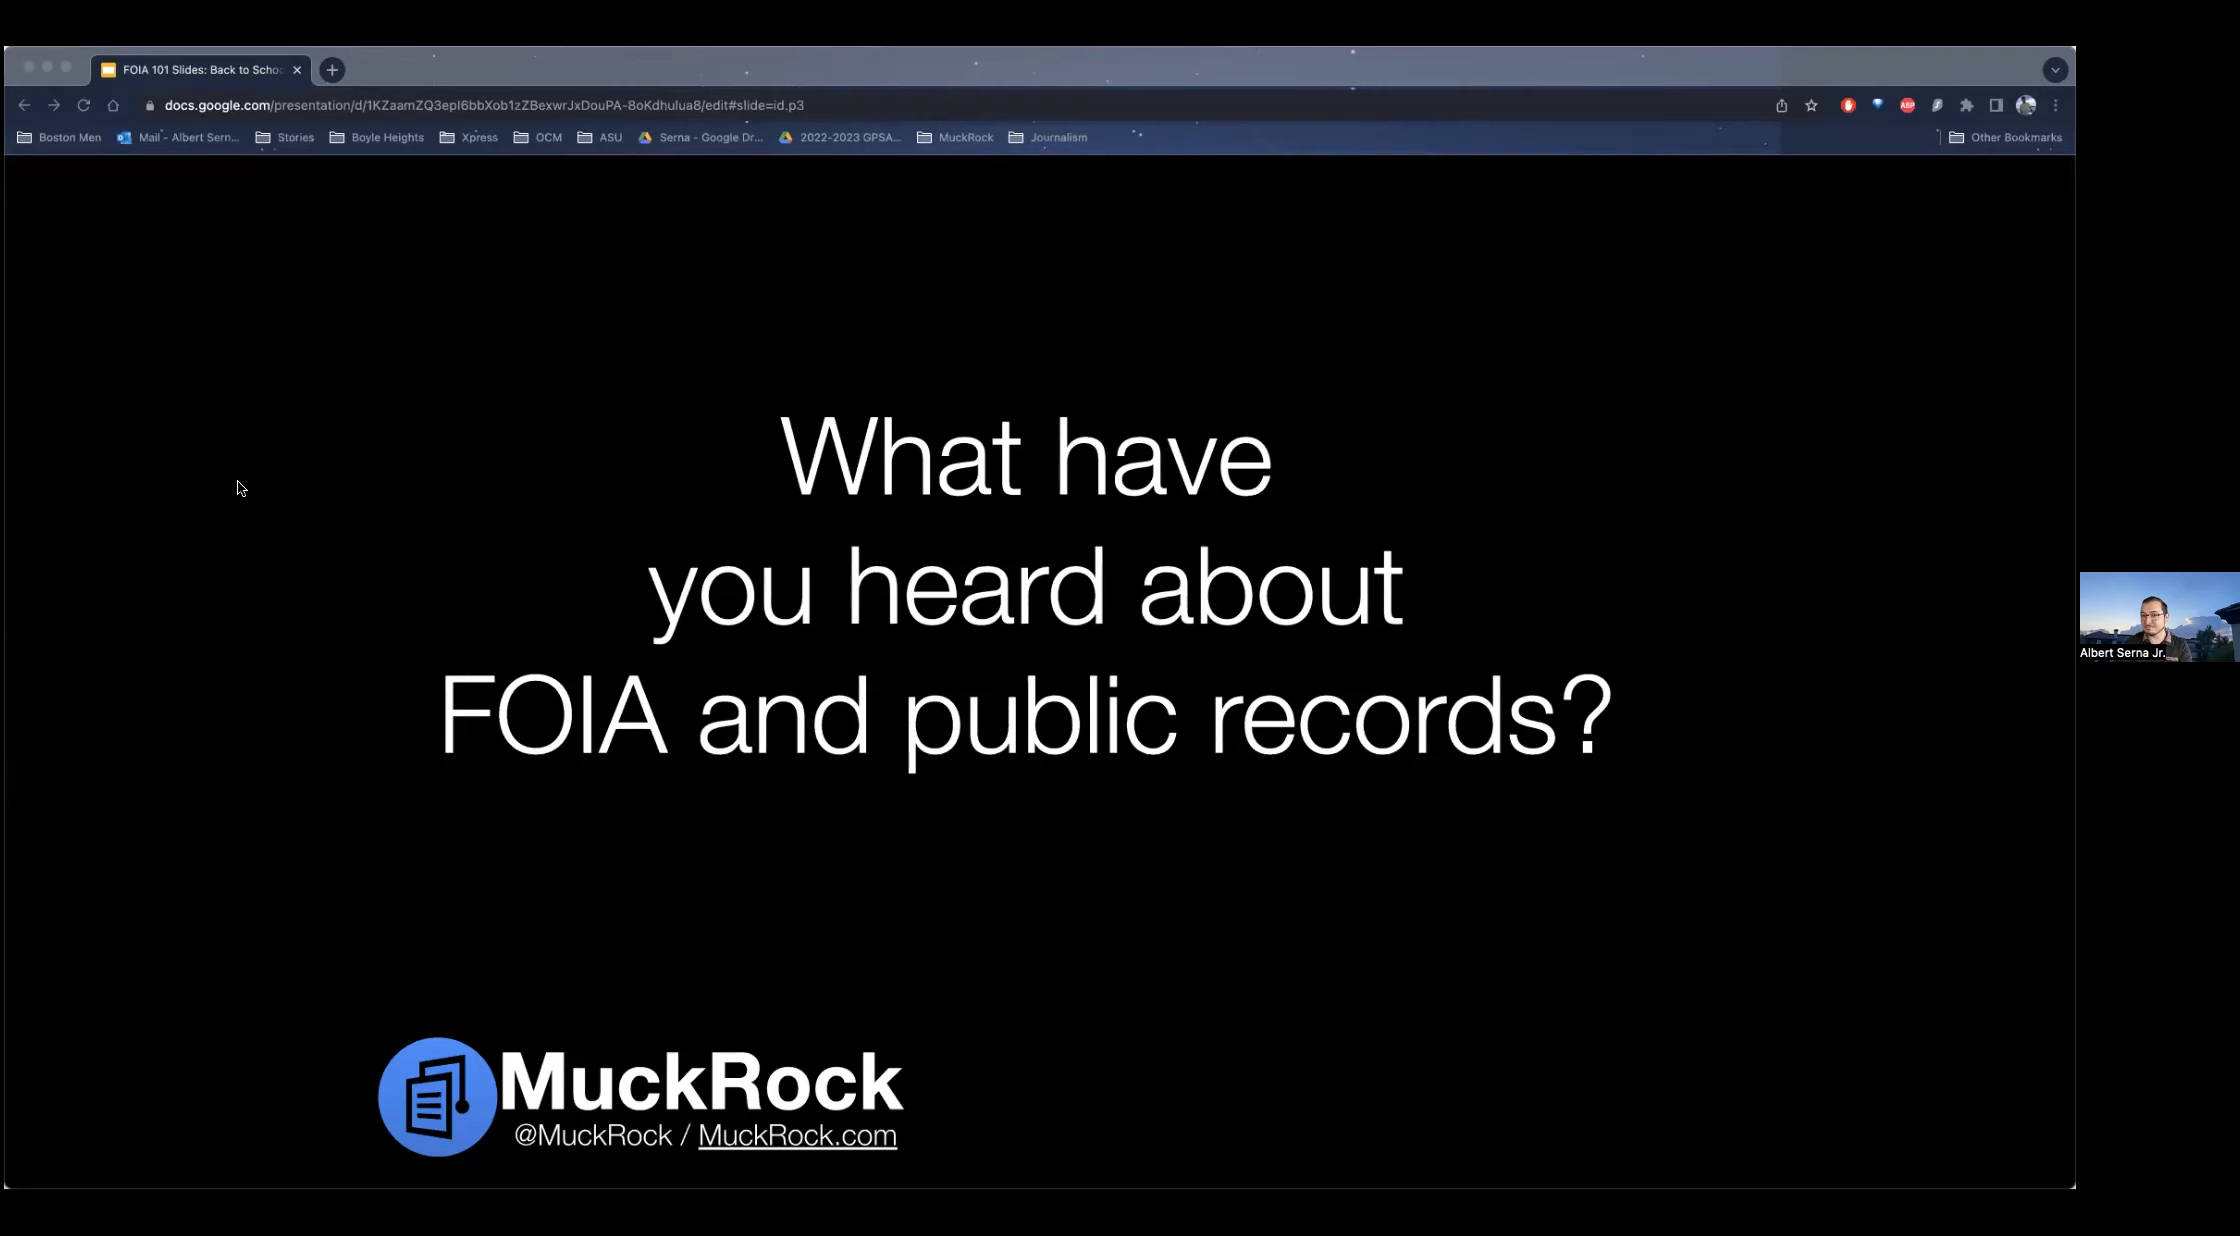 FOIA 101 Slides: Back to Schoo
docs.google.com/presentation/d/1KZaamZQ3epI6bbXob1zZBexwrJxDouPA-8oKdhulua8/edit#slide=id.p3
ABP
Boston Men Mail - Albert Sern... Stories Boyle Heights Xpress OCM ASU Serna - Google Dr... 2022-2023 GPSA... MuckRock Journalism Other Bookmarks
What have
you heard about
FOIA and public records?
Albert Serna Jr.
MuckRock
@MuckRock / MuckRock.com